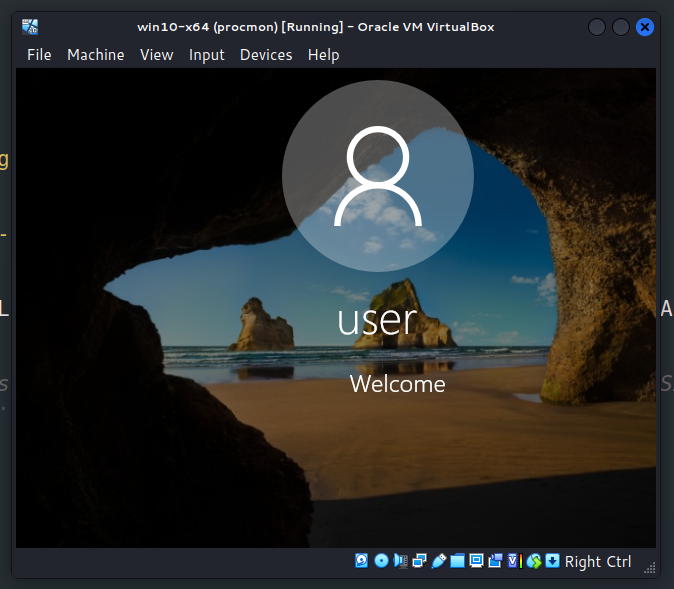 win10-x64 (procmon) [Running] - Oracle VM VirtualBox
File Machine View Input Devices Help
g
-
L
A
s
user
Welcome
Right Ctrl